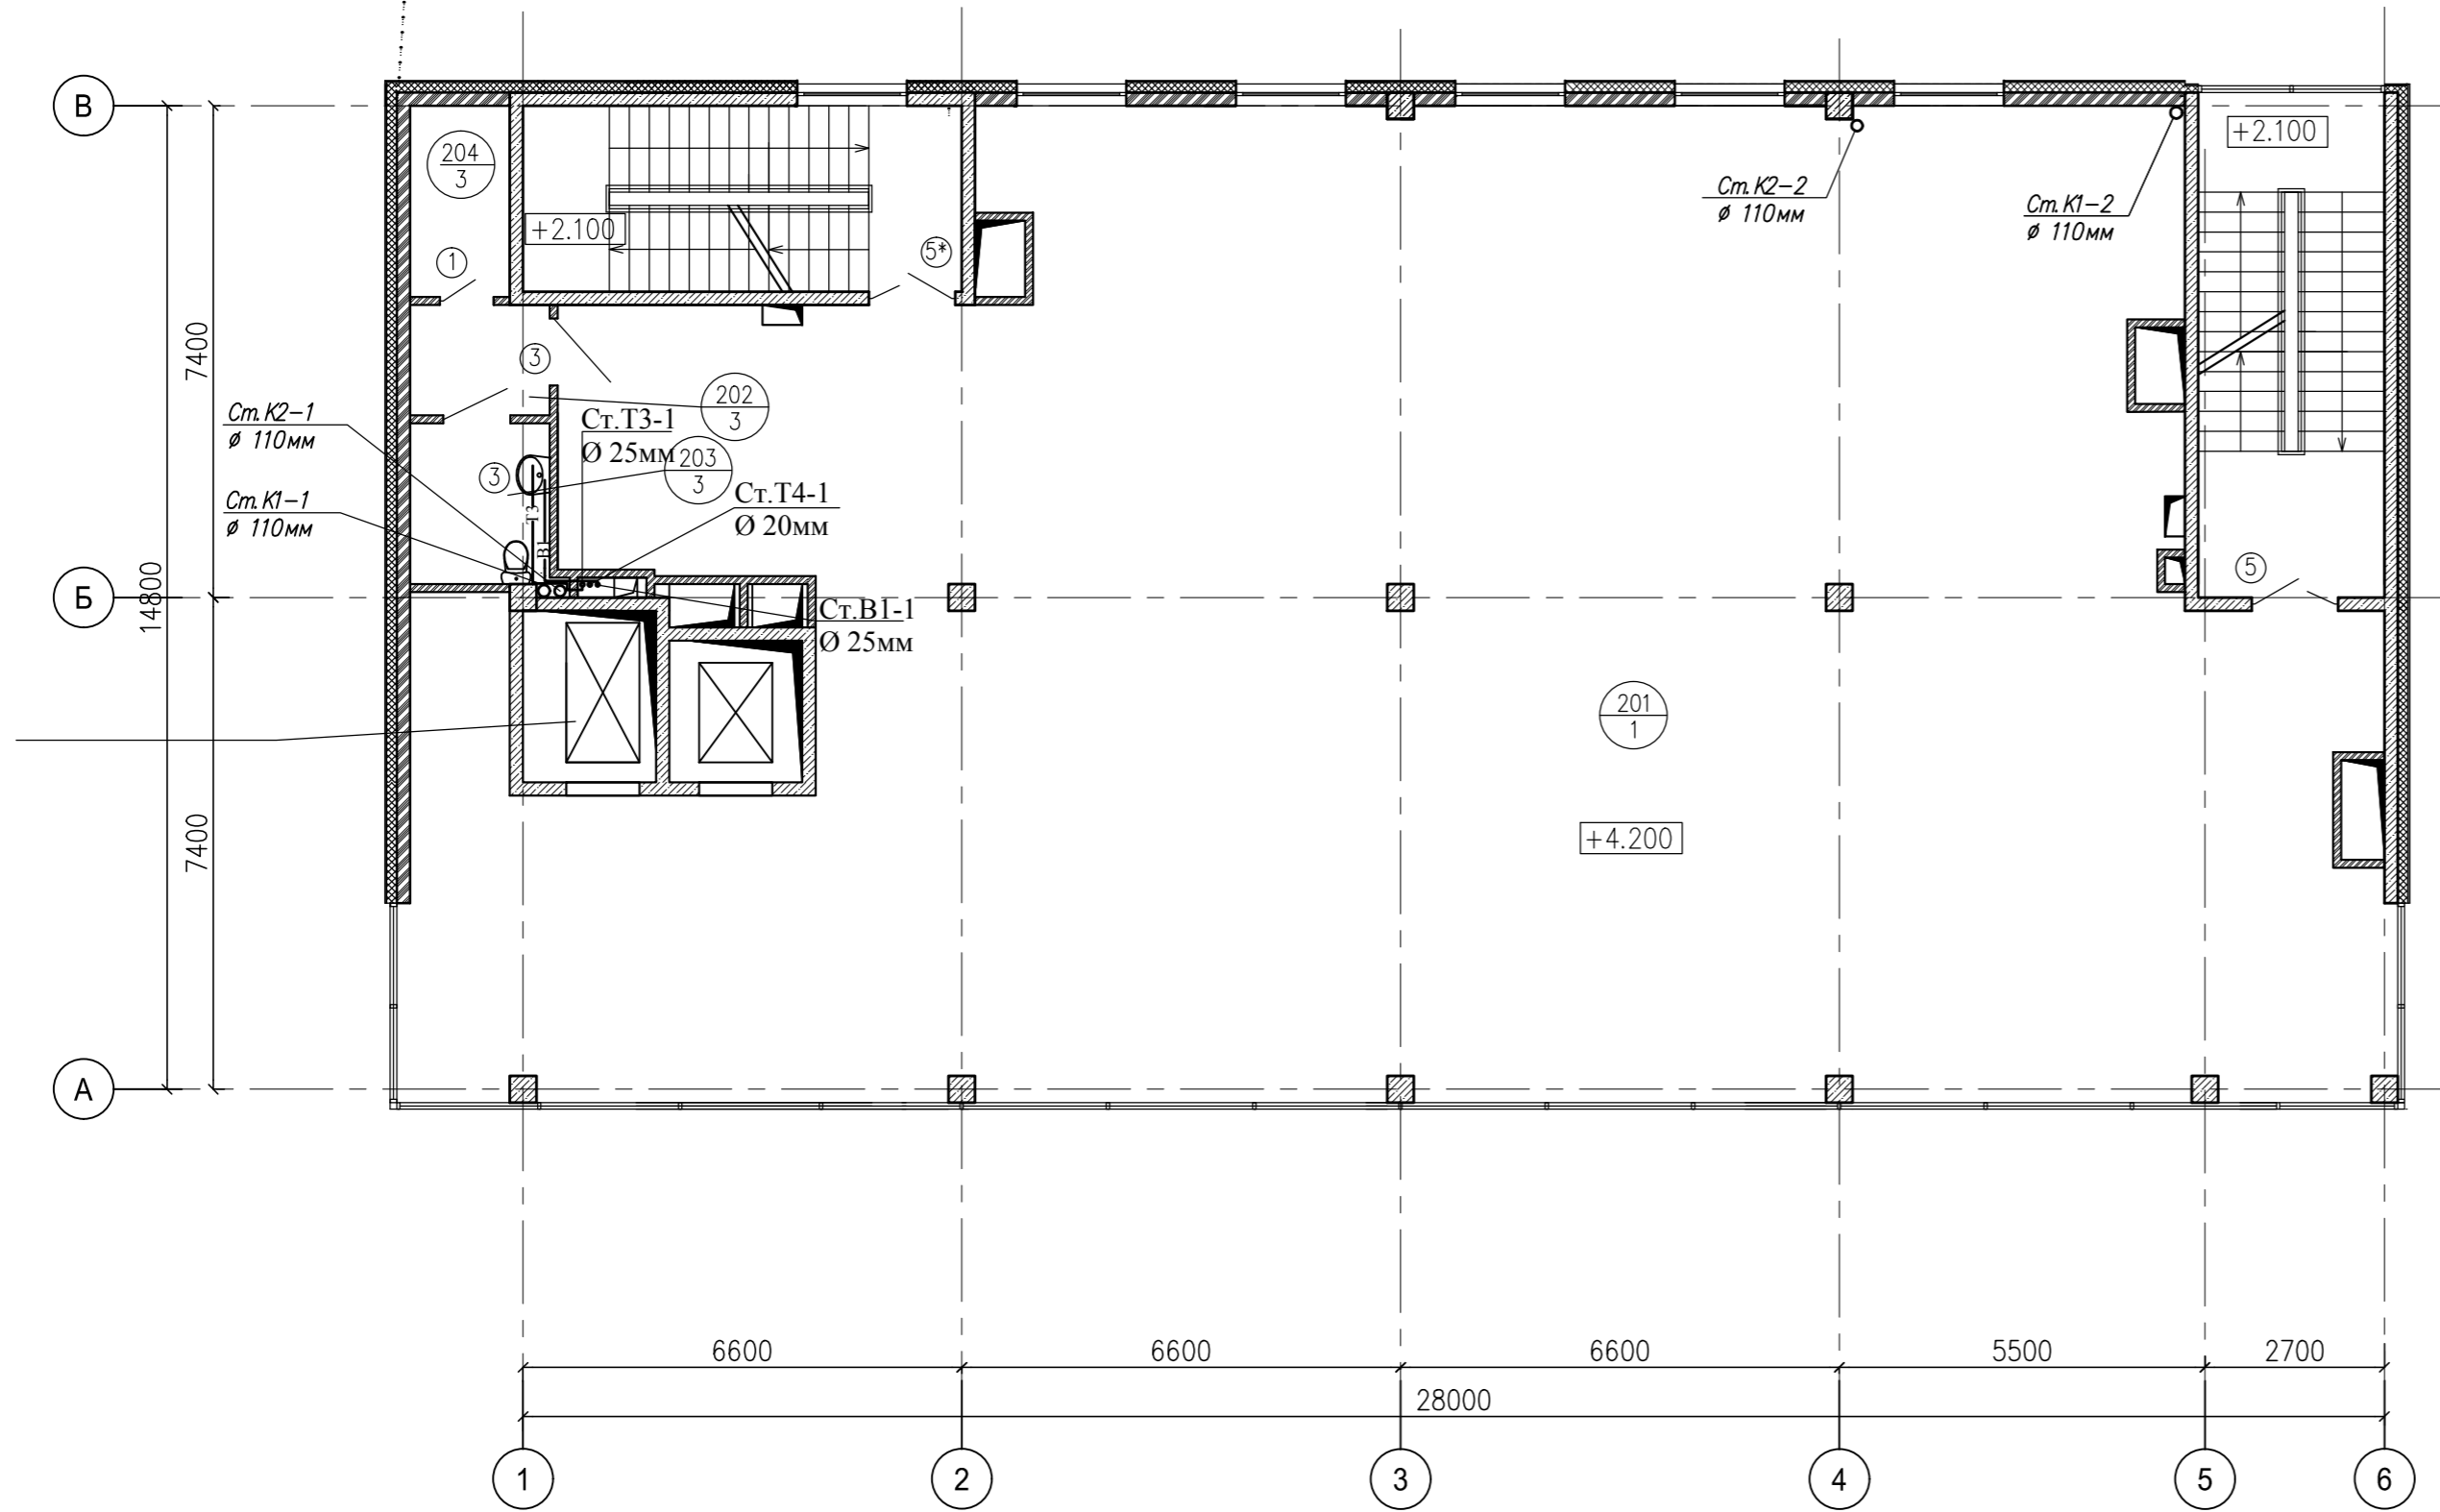 В
204
3
+2.100
Ст.К2-2
ø 110мм
Ст.К1-2
ø 110мм
+2.100
+2.100
5*
1
7400
3
202
3
Ст.К2-1
ø 110мм
Ст.Т3-1
Ø 25мм
203
3
3
Ст.К1-1
ø 110мм
Ст.Т4-1
Ø 20мм
Т3
В1
5
Б
14800
Ст.В1-1
Ø 25мм
201
1
+4.200
7400
А
6600
6600
6600
5500
2700
28000
1
2
3
4
5
6